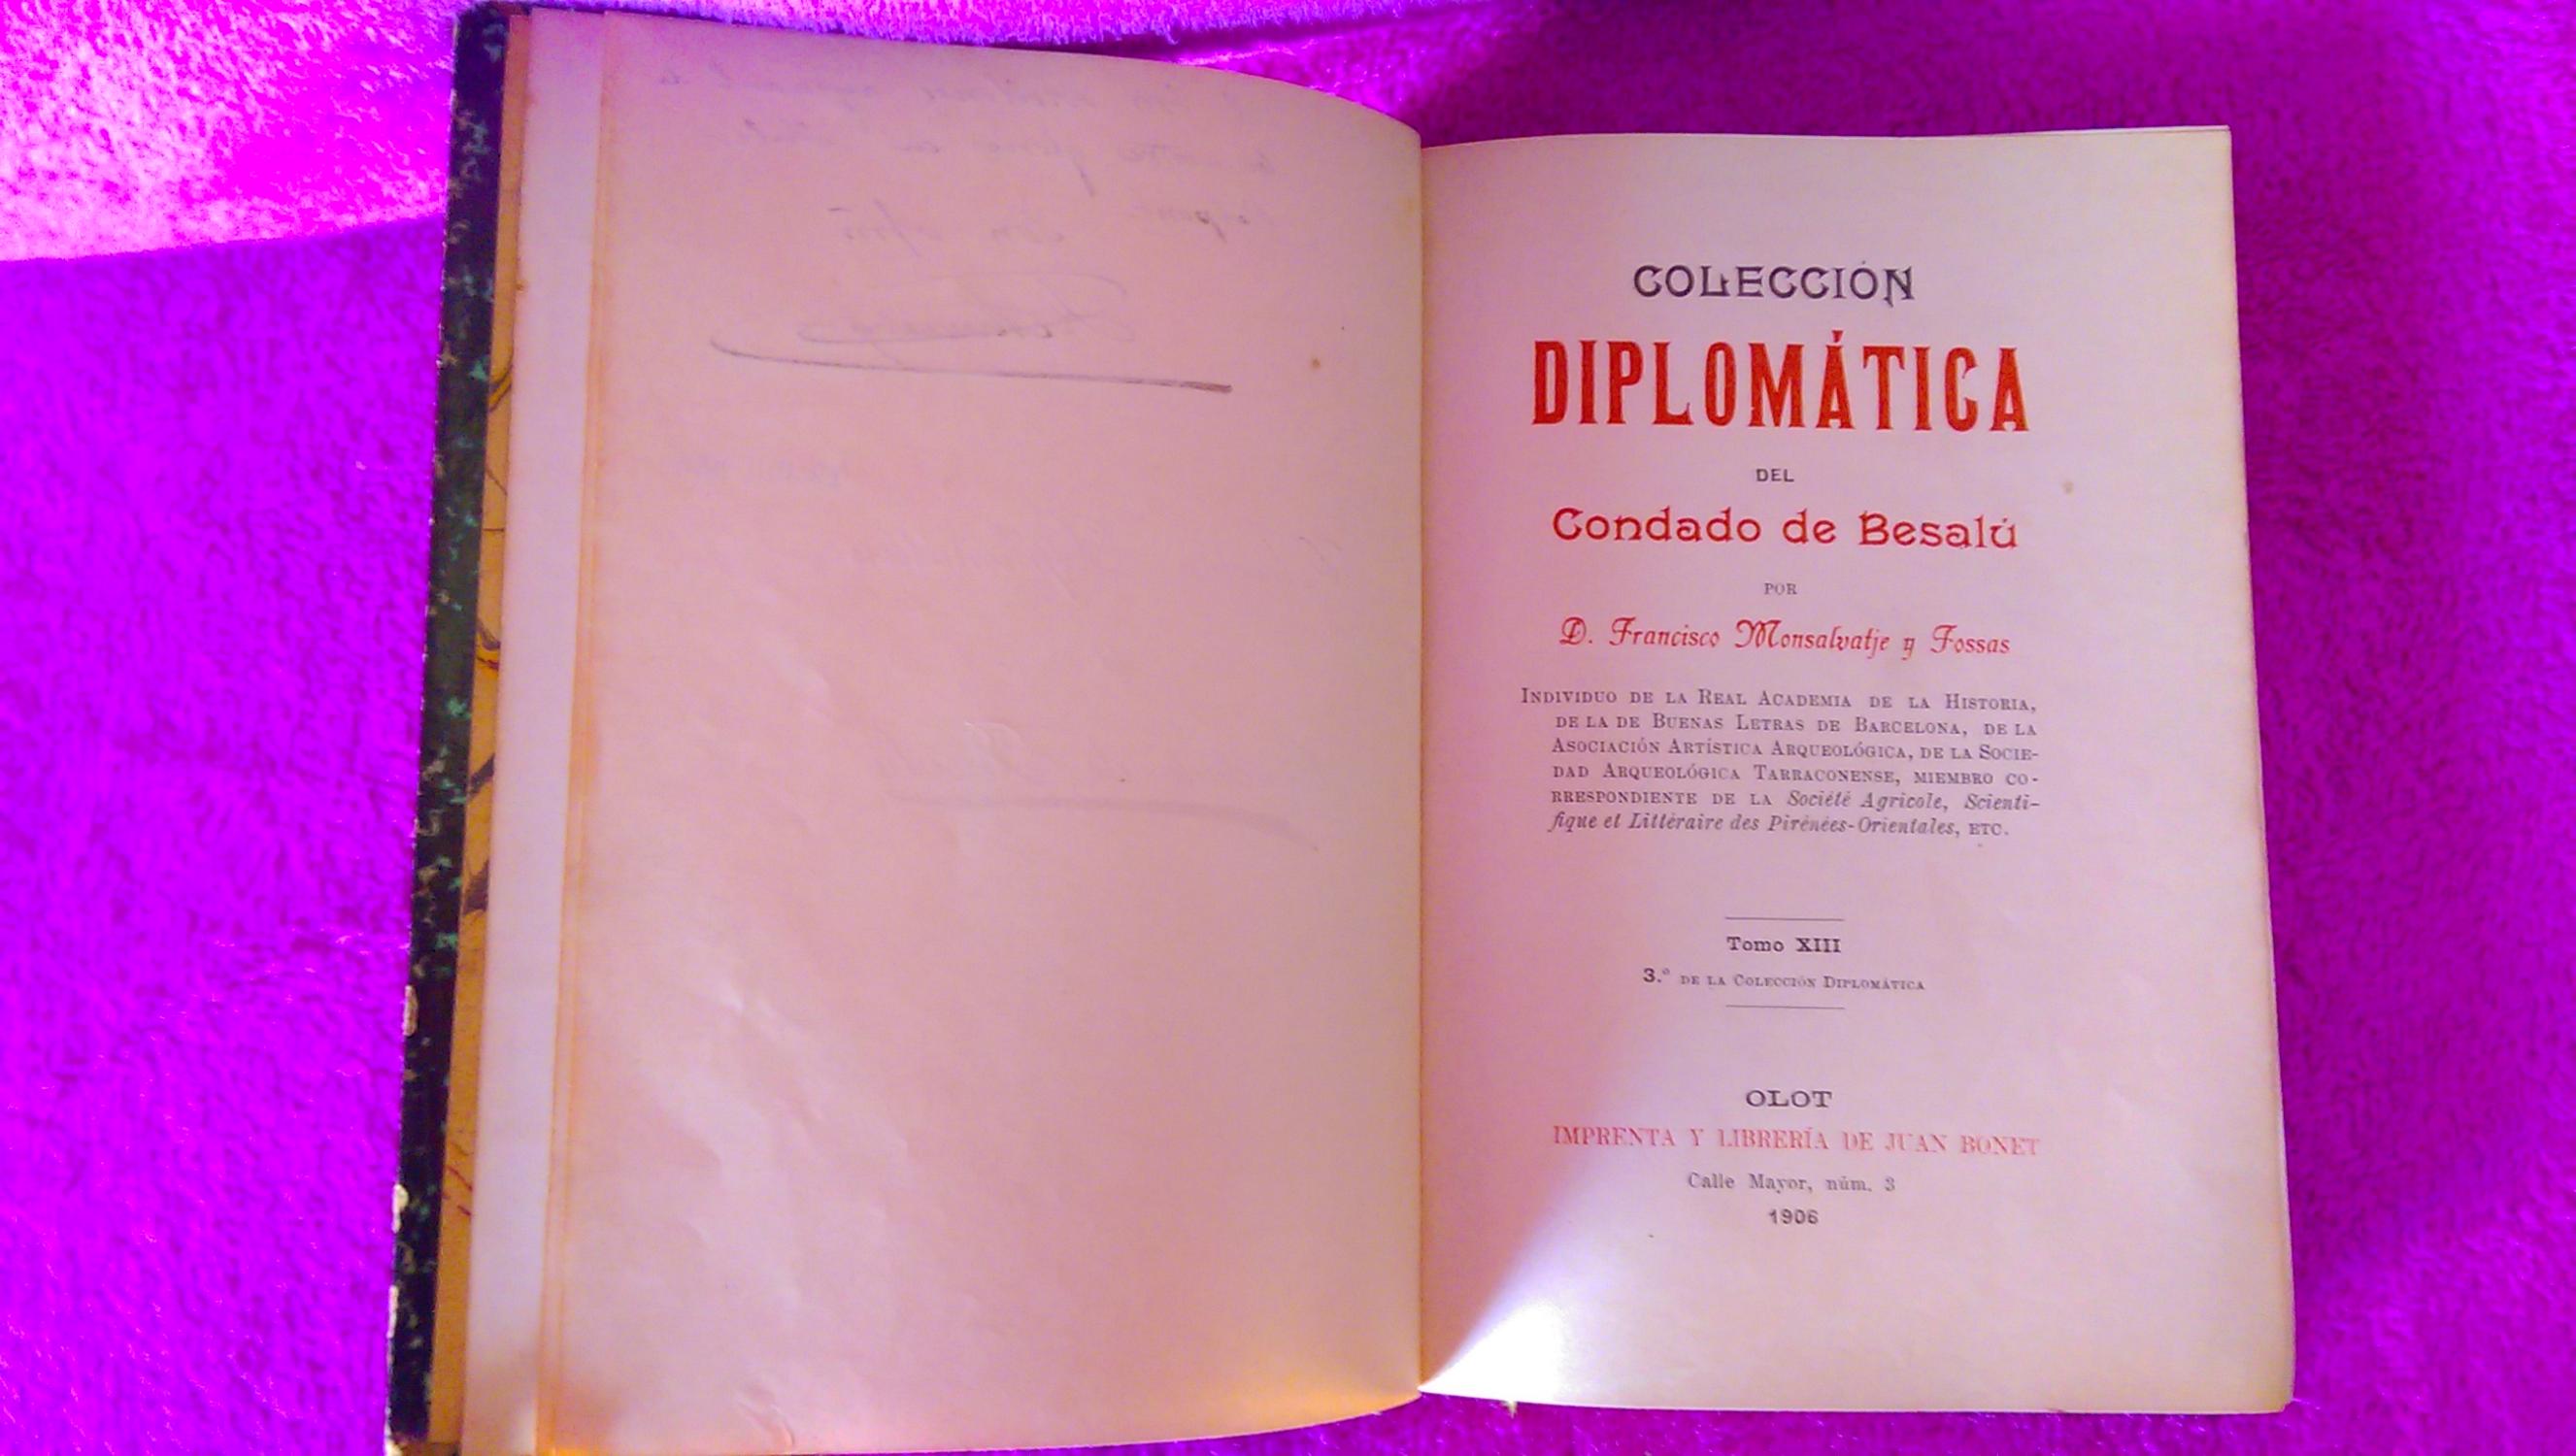 COLECCIÓN
DIPLOMÁTICA
DEL
Condado de Besalú
POR
D. Francisco Monsalvatje y Fossas
INDIVIDUO DE LA REAL ACADEMIA DE LA HISTORIA,
DE LA DE BUENAS LETRAS DE BARCELONA, DE LA
ASOCIACIÓN ARTÍSTICA ARQUEOLÓGICA, DE LA SOCIE-
DAD ARQUEOLÓGICA TARRACONENSE, MIEMBRO CO-
RRESPONDIENTE DE LA Société Agricole, Scienti-
fique et Littéraire des Pirénées-Orientales, ETC.
Tomo XIII
3.º DE LA COLECCIÓN DIPLOMÁTICA
OLOT
IMPRENTA Y LIBRERÍA DE JUAN BONET
Calle Mayor, núm. 3
1906